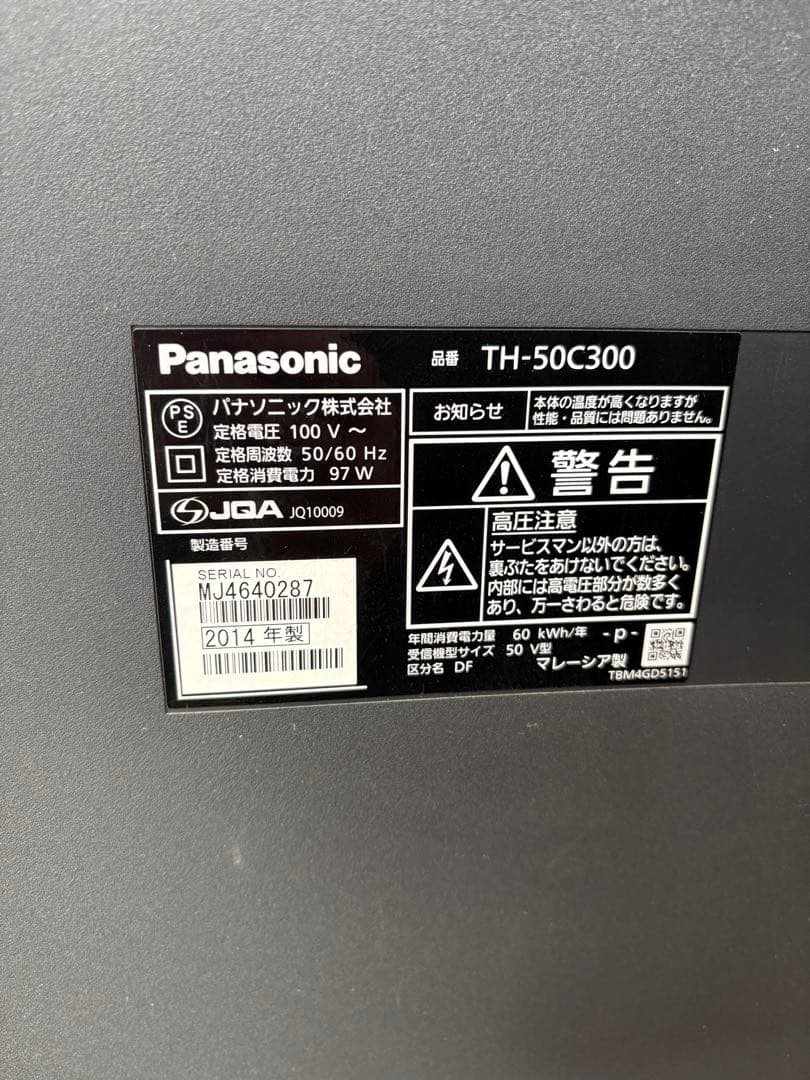 Panasonic
品番 TH-50C300
PS
E
パナソニック株式会社
定格電圧 100 V ～
定格周波数 50/60 Hz
定格消費電力 97 W
JQA JQ10009
製造番号
SERIAL NO.
MJ4640287
2014 年製
お知らせ
本体の温度が高くなりますが
性能・品質には問題ありません。
警告
高圧注意
サービスマン以外の方は、
裏ぶたをあけないでください。
内部には高電圧部分が数多く
あり、万一さわると危険です。
年間消費電力量 60 kWh/年 -p-
受信機型サイズ 50 V型
区分名 DF マレーシア製
TBM4GD5151